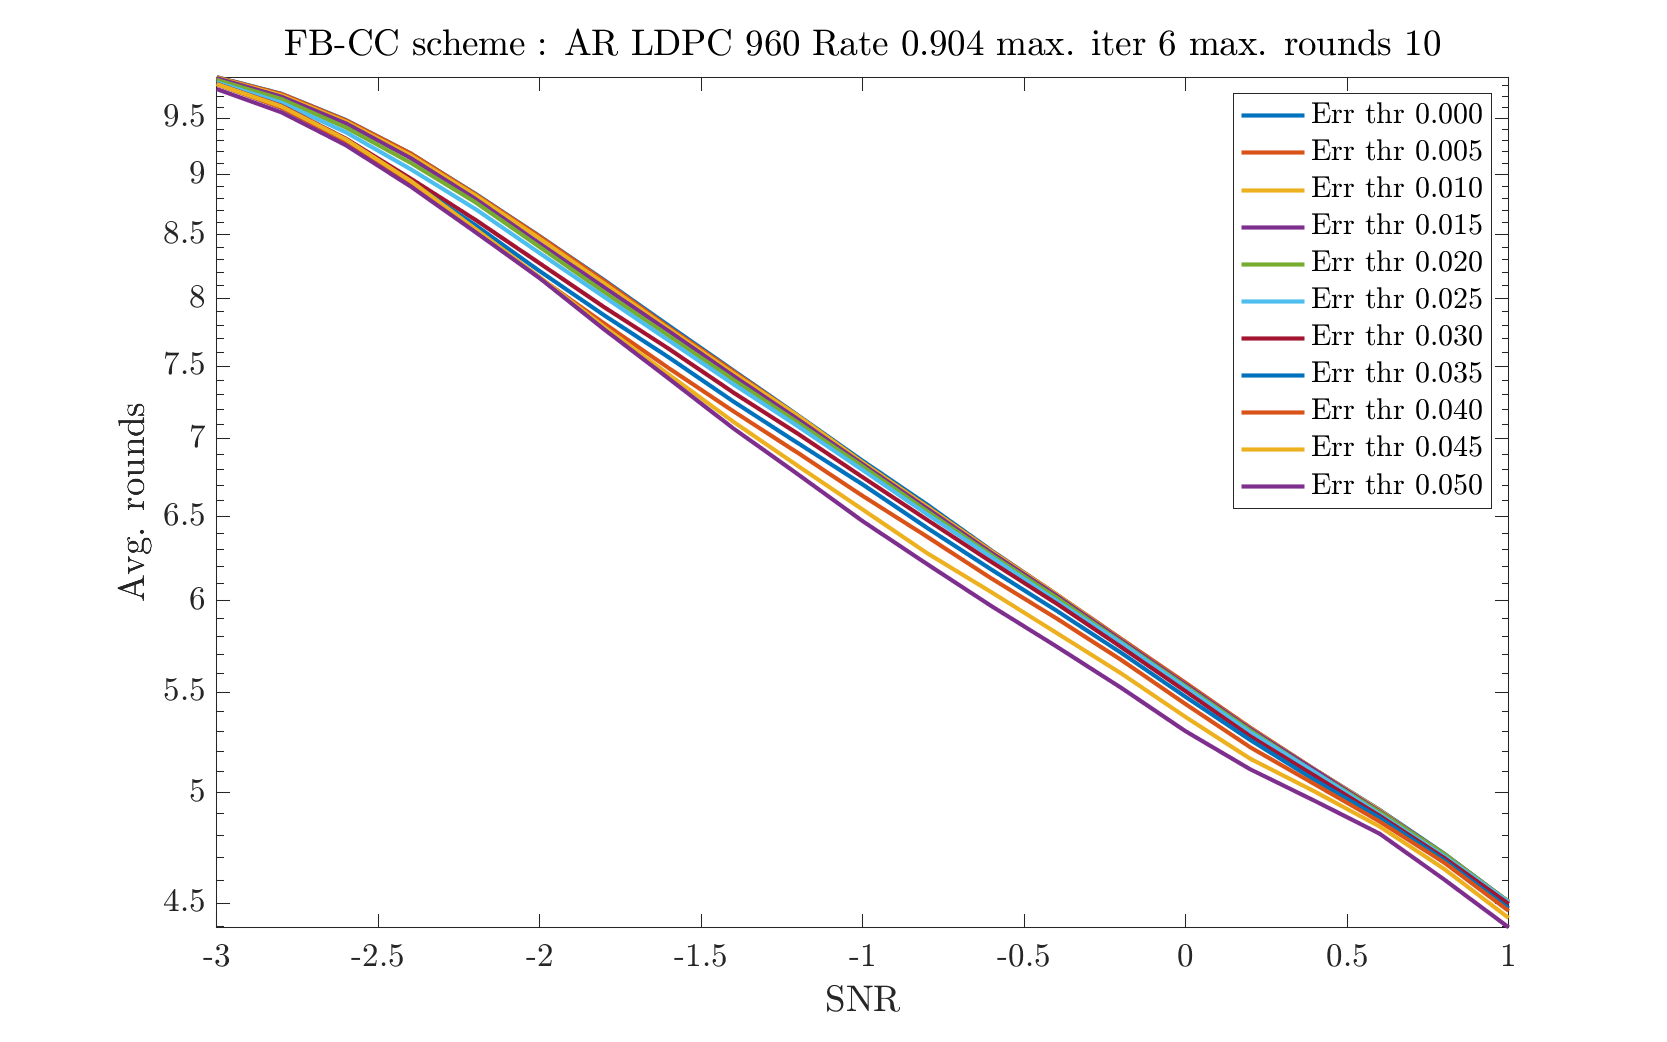 FB-CC scheme : AR LDPC 960 Rate 0.904 max. iter 6 max. rounds 10
Avg. rounds
9.5
9
8.5
8
7.5
7
6.5
6
5.5
5
4.5
Err thr 0.000
Err thr 0.005
Err thr 0.010
Err thr 0.015
Err thr 0.020
Err thr 0.025
Err thr 0.030
Err thr 0.035
Err thr 0.040
Err thr 0.045
Err thr 0.050
-3 -2.5 -2 -1.5 -1 -0.5 0 0.5 1
SNR